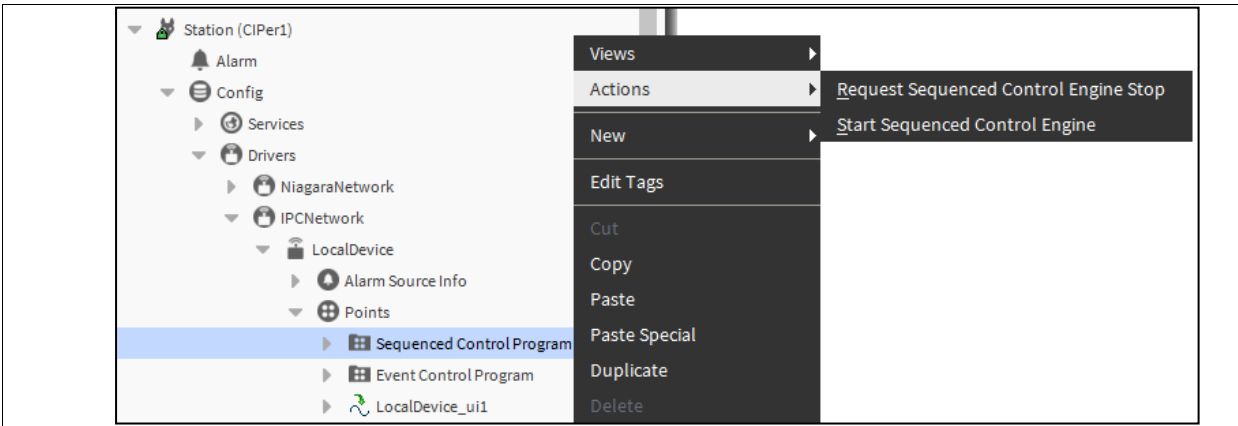 Station (CIPer1)
Alarm
Config
Services
Drivers
NiagaraNetwork
IPCNetwork
LocalDevice
Alarm Source Info
Points
Sequenced Control Program
Event Control Program
LocalDevice_ui1
Views
Actions
New
Edit Tags
Cut
Copy
Paste
Paste Special
Duplicate
Delete
Request Sequenced Control Engine Stop
Start Sequenced Control Engine